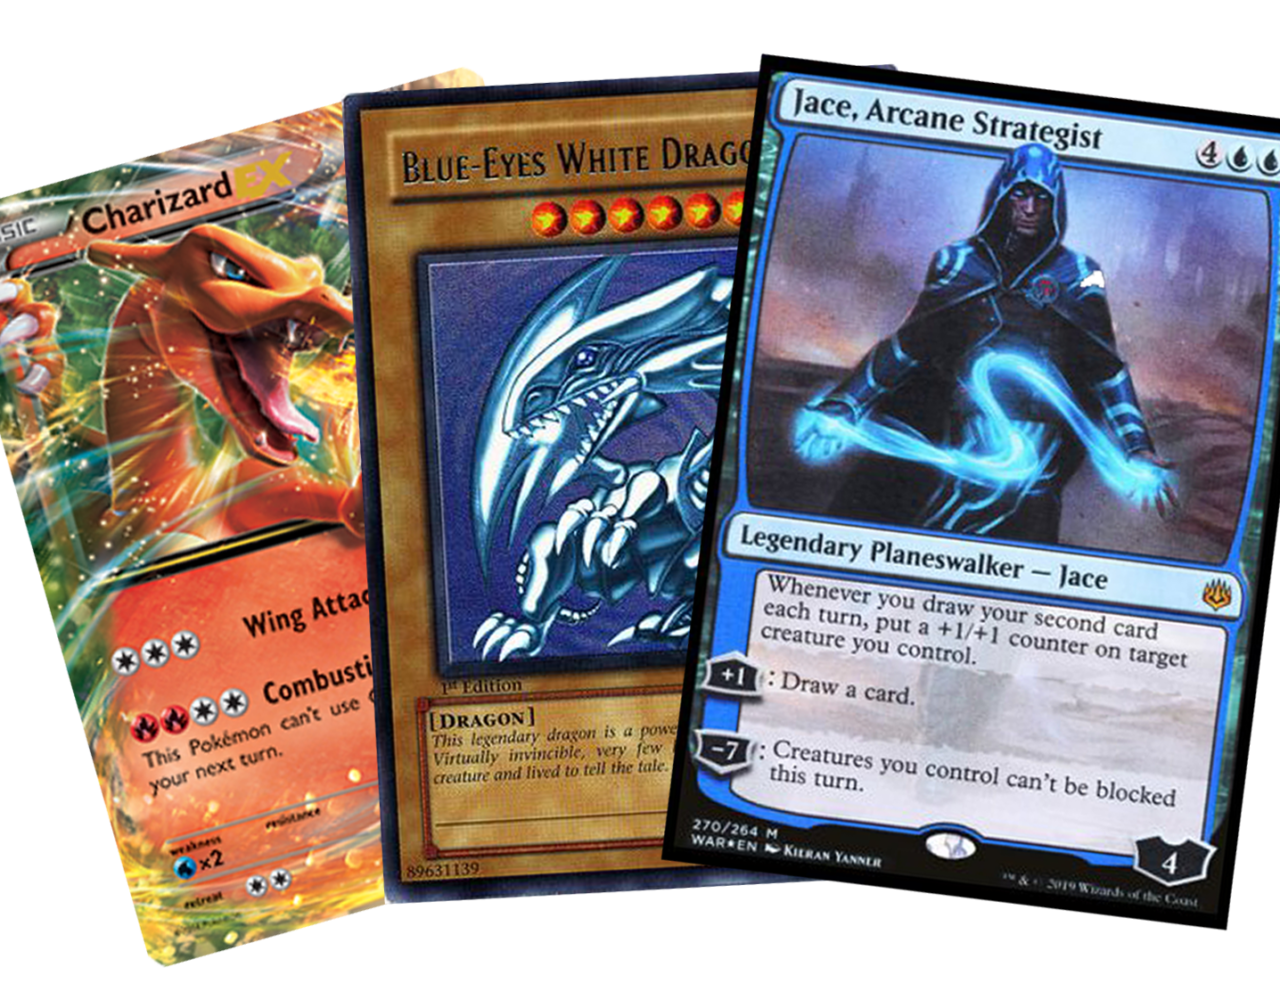 SIC
Charizard EX
Wing Attac
Combusti
This Pokémon can't use
your next turn.
weakness
resistance
x2
retreat
BLUE-EYES WHITE DRAGO
1st Edition
[DRAGON]
This legendary dragon is a powe
Virtually invincible, very few
creature and lived to tell the tale.
89631139
Jace, Arcane Strategist
4
Legendary Planeswalker — Jace
Whenever you draw your second card
each turn, put a +1/+1 counter on target
creature you control.
+1 : Draw a card.
−7 : Creatures you control can't be blocked
this turn.
270/264 M
WAR★EN KIERAN YANNER
4
™ & © 2019 Wizards of the Coast